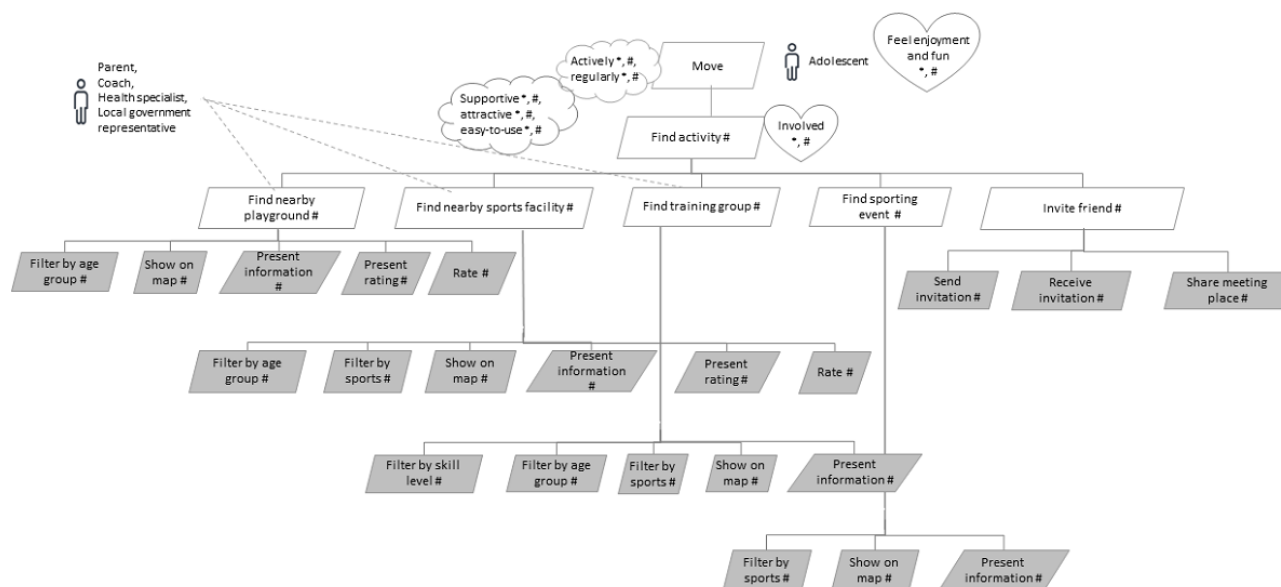 Parent,
Coach,
Health specialist,
Local government
representative
Actively *, #,
regularly *, #
Move
Adolescent
Feel enjoyment
and fun
*, #
Supportive *, #,
attractive *, #,
easy-to-use *, #
Find activity #
Involved
*, #
Find nearby
playground #
Find nearby sports facility #
Find training group #
Find sporting
event #
Invite friend #
Filter by age
group #
Show on
map #
Present
information
#
Present
rating #
Rate #
Send
invitation #
Receive
invitation #
Share meeting
place #
Filter by age
group #
Filter by
sports #
Show on
map #
Present
information
#
Present
rating #
Rate #
Filter by skill
level #
Filter by age
group #
Filter by
sports #
Show on
map #
Present
information #
Filter by
sports #
Show on
map #
Present
information #